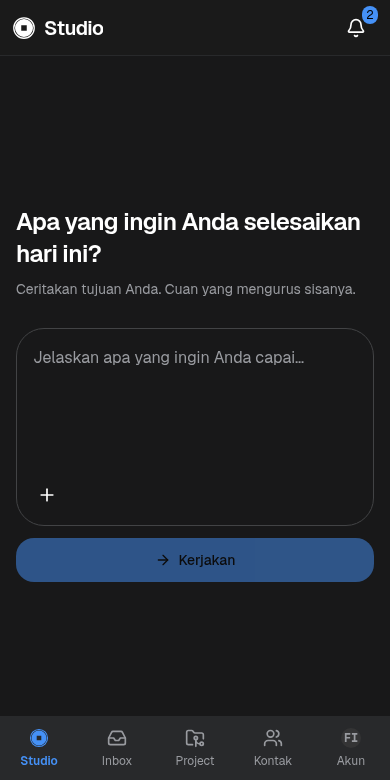 Studio
2
Apa yang ingin Anda selesaikan
hari ini?
Ceritakan tujuan Anda. Cuan yang mengurus sisanya.
Jelaskan apa yang ingin Anda capai...
Kerjakan
Studio
Inbox
Project
Kontak
FI
Akun